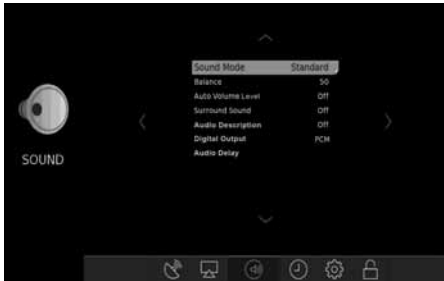 SOUND
Sound Mode Standard
Balance 50
Auto Volume Level Off
Surround Sound Off
Audio Description Off
Digital Output PCM
Audio Delay